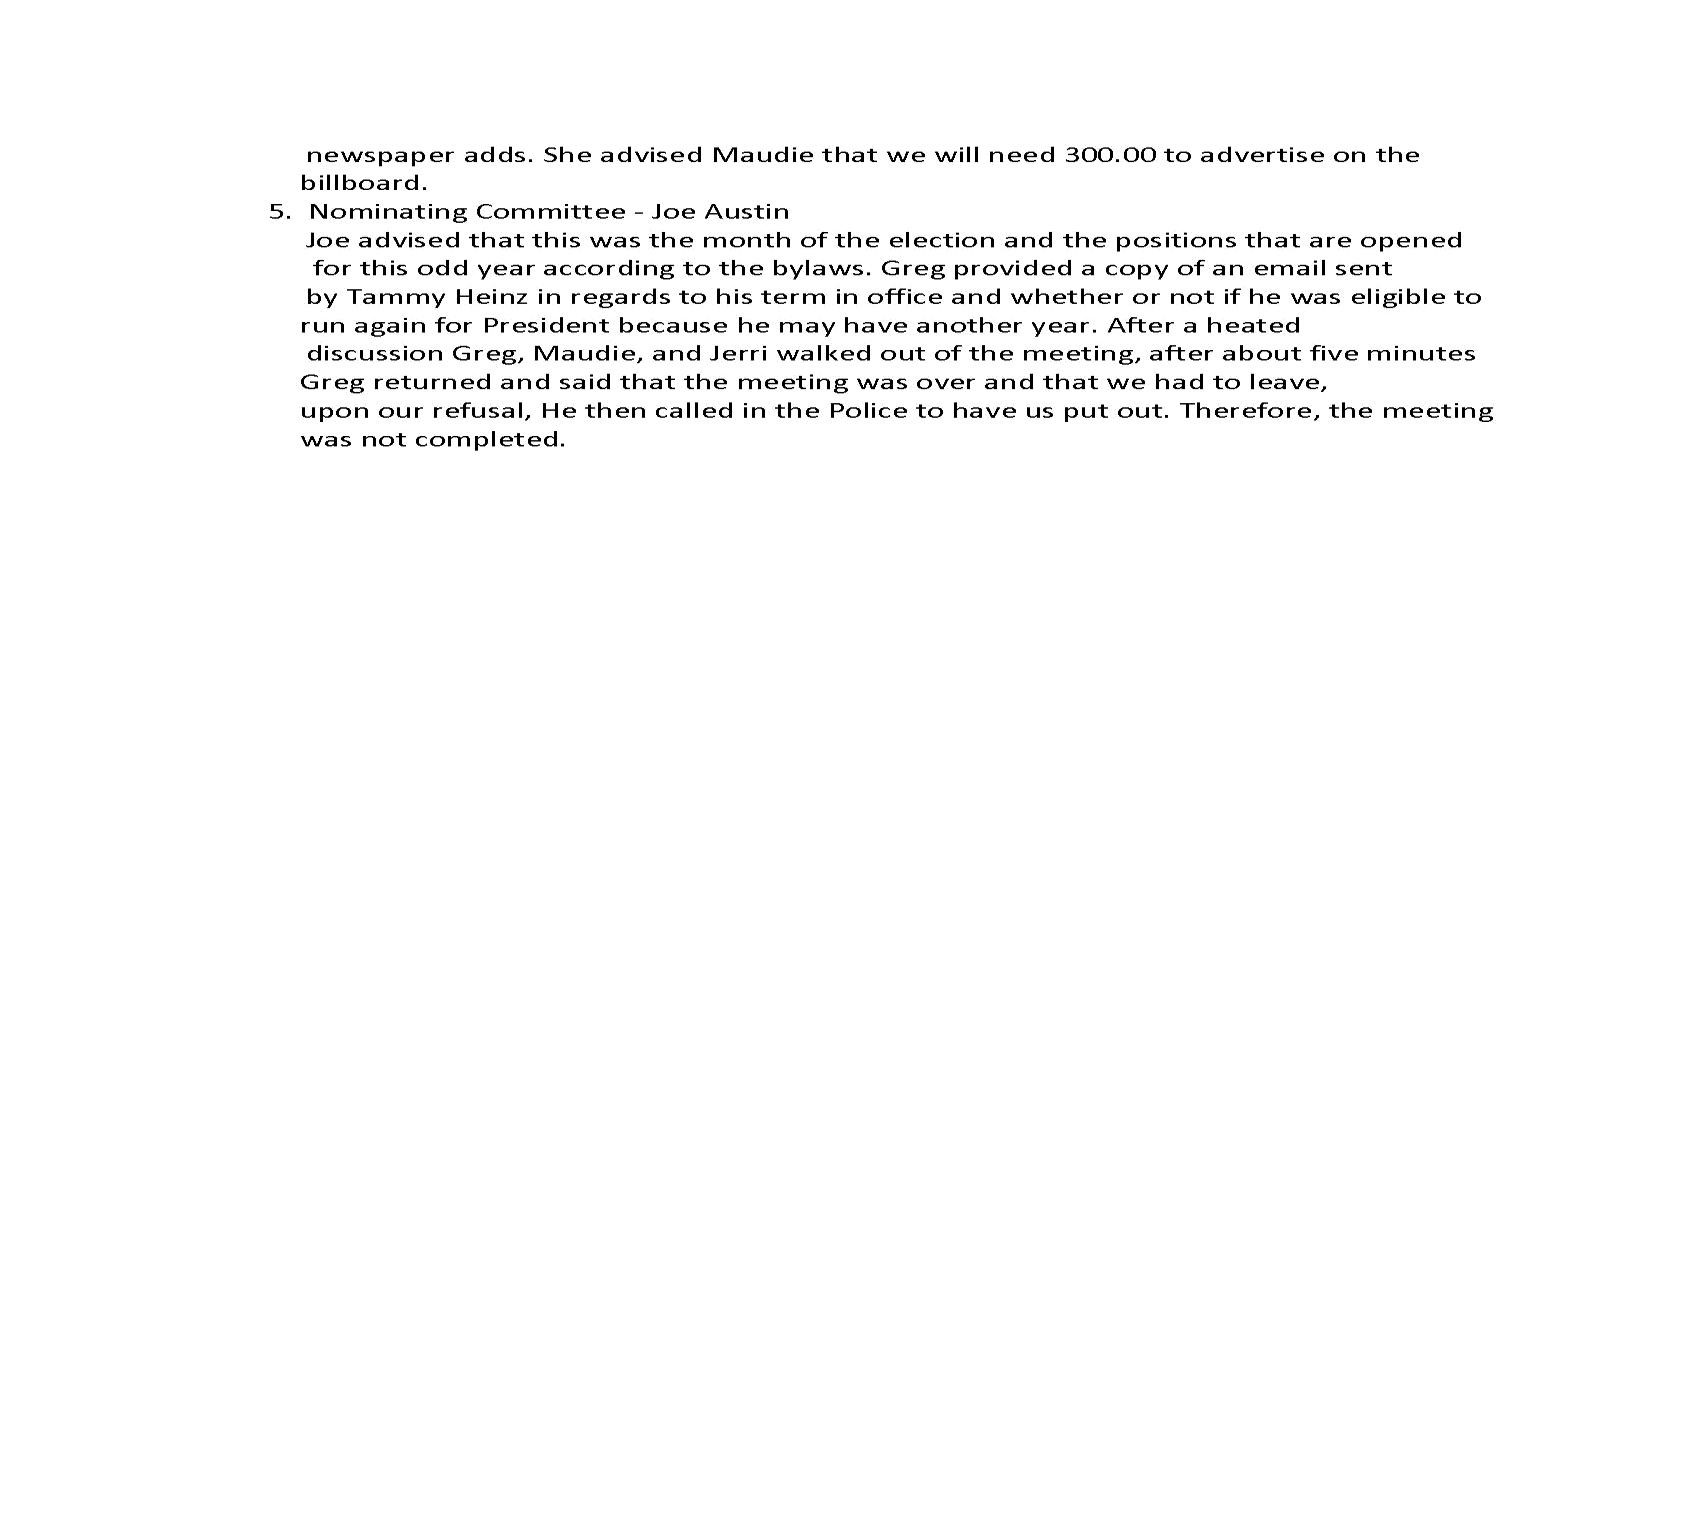 newspaper adds. She advised Maudie that we will need 300.00 to advertise on the
billboard.
5. Nominating Committee - Joe Austin
Joe advised that this was the month of the election and the positions that are opened
for this odd year according to the bylaws. Greg provided a copy of an email sent
by Tammy Heinz in regards to his term in office and whether or not if he was eligible to
run again for President because he may have another year. After a heated
discussion Greg, Maudie, and Jerri walked out of the meeting, after about five minutes
Greg returned and said that the meeting was over and that we had to leave,
upon our refusal, He then called in the Police to have us put out. Therefore, the meeting
was not completed.